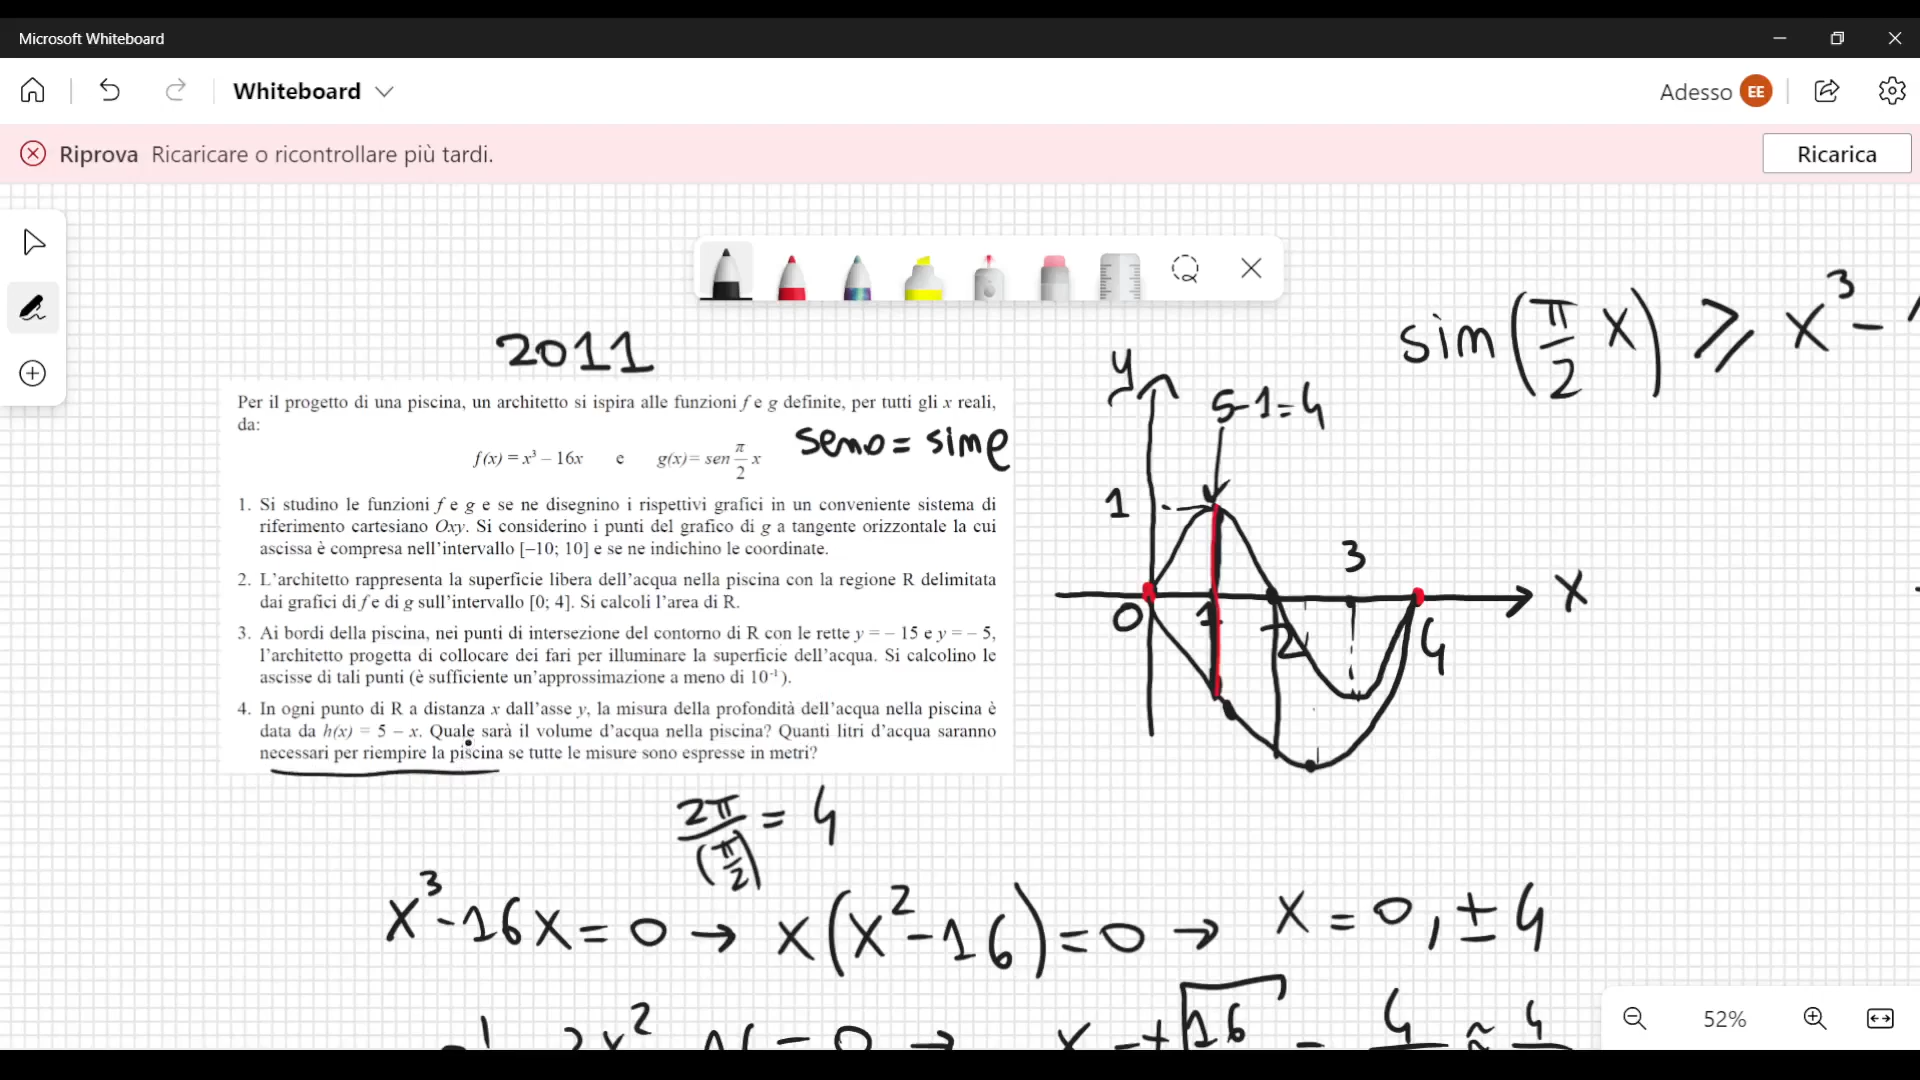 Microsoft Whiteboard
Whiteboard
Adesso EE
Riprova Ricaricare o ricontrollare più tardi.
Ricarica
2011
Per il progetto di una piscina, un architetto si ispira alle funzioni f e g definite, per tutti gli x reali,
da:
f(x) = x³ – 16x e g(x)= sen π/2 x
seno = sine
1. Si studino le funzioni f e g e se ne disegnino i rispettivi grafici in un conveniente sistema di
riferimento cartesiano Oxy. Si considerino i punti del grafico di g a tangente orizzontale la cui
ascissa è compresa nell'intervallo [–10; 10] e se ne indichino le coordinate.
2. L'architetto rappresenta la superficie libera dell'acqua nella piscina con la regione R delimitata
dai grafici di f e di g sull'intervallo [0; 4]. Si calcoli l'area di R.
3. Ai bordi della piscina, nei punti di intersezione del contorno di R con le rette y = – 15 e y = – 5,
l'architetto progetta di collocare dei fari per illuminare la superficie dell'acqua. Si calcolino le
ascisse di tali punti (è sufficiente un'approssimazione a meno di 10⁻¹).
4. In ogni punto di R a distanza x dall'asse y, la misura della profondità dell'acqua nella piscina è
data da h(x) = 5 – x. Quale sarà il volume d'acqua nella piscina? Quanti litri d'acqua saranno
necessari per riempire la piscina se tutte le misure sono espresse in metri?
y
5-1=4
1
3
x
0
1
2
4
sin(π/2 x) ⩾ x³ -
2π/(π/2) = 4
x³-16x=0 → x(x²-16)=0 → x=0,±4
52%